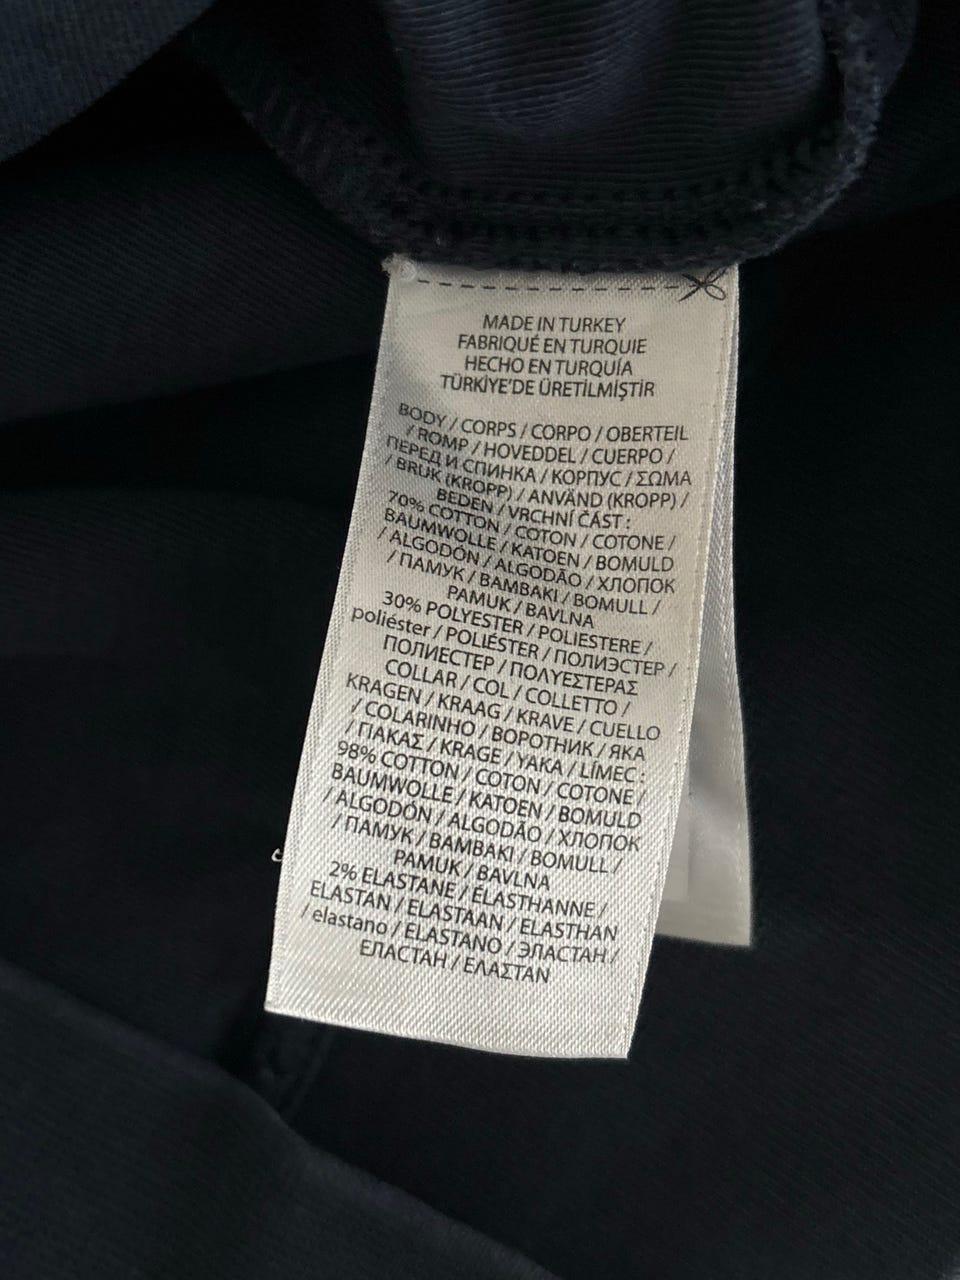 MADE IN TURKEY
FABRIQUÉ EN TURQUIE
HECHO EN TURQUÍA
TÜRKİYE'DE ÜRETİLMİŞTİR
BODY / CORPS / CORPO / OBERTEIL
/ ROMP / HOVEDDEL / CUERPO /
ПЕРЕД И СПИНКА / КОРПУС / ΣΩΜΑ
/ BRUK (KROPP) / ANVÄND (KROPP) /
BEDEN / VRCHNÍ ČÁST :
70% COTTON / COTON / COTONE /
BAUMWOLLE / KATOEN / BOMULD
/ ALGODÓN / ALGODÃO / ХЛОПОК
/ ПАМУК / ΒΑΜΒΑΚΙ / BOMULL /
PAMUK / BAVLNA
30% POLYESTER / POLIESTERE /
poliéster / POLIÉSTER / ПОЛИЭСТЕР /
ПОЛИЕСТЕР / ΠΟΛΥΕΣΤΕΡΑΣ
COLLAR / COL / COLLETTO /
KRAGEN / KRAAG / KRAVE / CUELLO
/ COLARINHO / ВОРОТНИК / ЯКА
/ ΓΙΑΚΑΣ / KRAGE / YAKA / LÍMEC :
98% COTTON / COTON / COTONE /
BAUMWOLLE / KATOEN / BOMULD
/ ALGODÓN / ALGODÃO / ХЛОПОК
/ ПАМУК / ΒΑΜΒΑΚΙ / BOMULL /
PAMUK / BAVLNA
2% ELASTANE / ÉLASTHANNE /
ELASTAN / ELASTAAN / ELASTHAN
/ elastano / ELASTANO / ЭЛАСТАН /
ЕЛАСТАН / ΕΛΑΣΤΑΝ